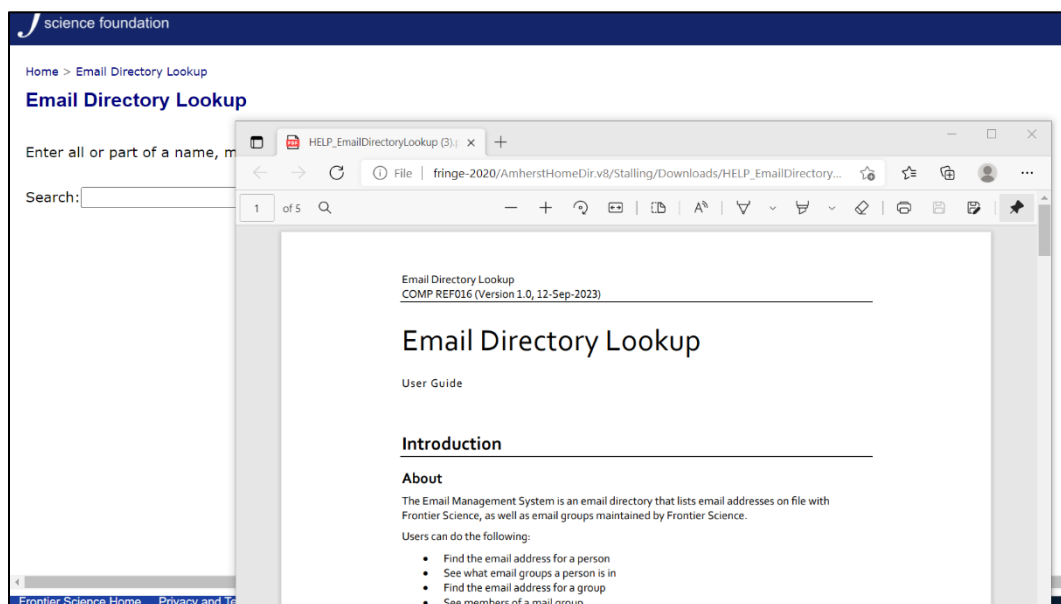 science foundation
Home > Email Directory Lookup
Email Directory Lookup
Enter all or part of a name, m
Search:
HELP_EmailDirectoryLookup (3).
File | fringe-2020/AmherstHomeDir.v8/Stalling/Downloads/HELP_EmailDirectory...
1 of 5
Email Directory Lookup
COMP REF016 (Version 1.0, 12-Sep-2023)
Email Directory Lookup
User Guide
Introduction
About
The Email Management System is an email directory that lists email addresses on file with
Frontier Science, as well as email groups maintained by Frontier Science.
Users can do the following:
• Find the email address for a person
• See what email groups a person is in
• Find the email address for a group
• See members of a mail group
Frontier Science Home Privacy and Te